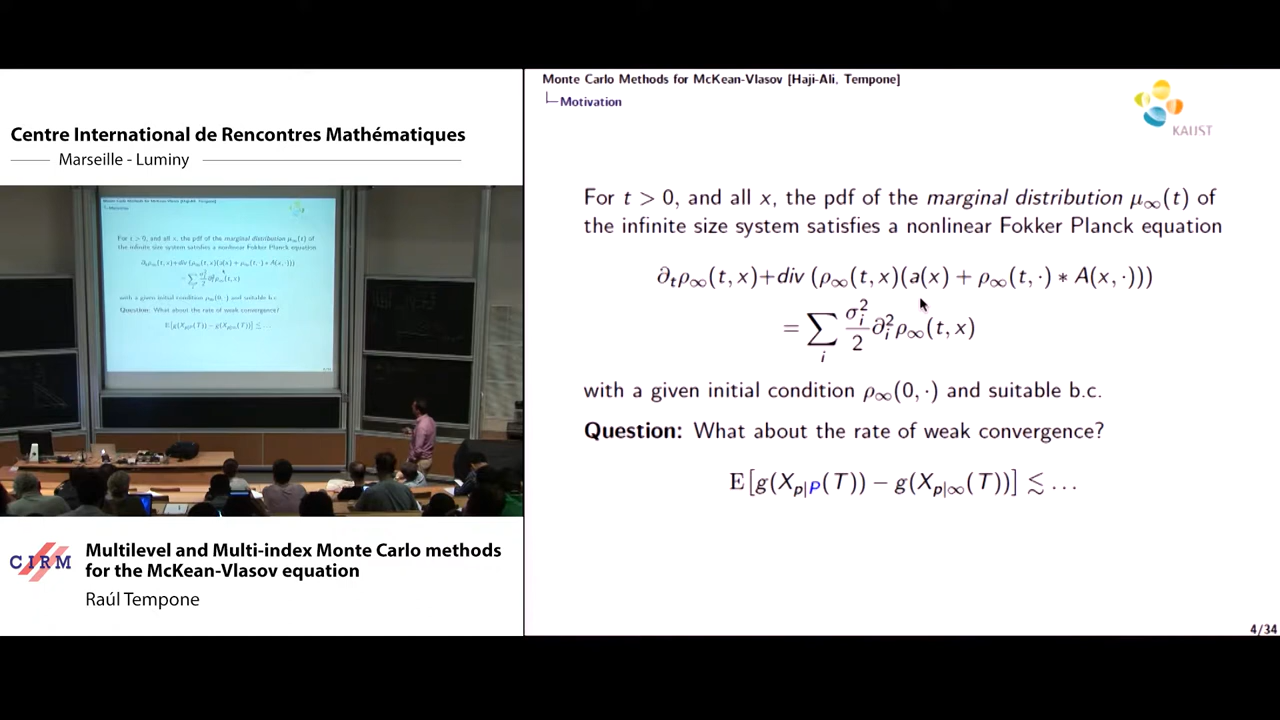 Centre International de Rencontres Mathématiques
Marseille - Luminy
Multilevel and Multi-index Monte Carlo methods
for the McKean-Vlasov equation
Raúl Tempone
CIRM
Monte Carlo Methods for McKean-Vlasov [Haji-Ali, Tempone]
Motivation
KAUST
For t > 0, and all x, the pdf of the marginal distribution μ∞(t) of
the infinite size system satisfies a nonlinear Fokker Planck equation
∂ₜρ∞(t, x)+div (ρ∞(t, x)(a(x) + ρ∞(t, ·) * A(x, ·)))
= ∑ᵢ σᵢ²/2 ∂ᵢ²ρ∞(t, x)
with a given initial condition ρ∞(0, ·) and suitable b.c.
Question: What about the rate of weak convergence?
E[g(X_{p|P}(T)) − g(X_{p|∞}(T))] ≲ ...
4/34